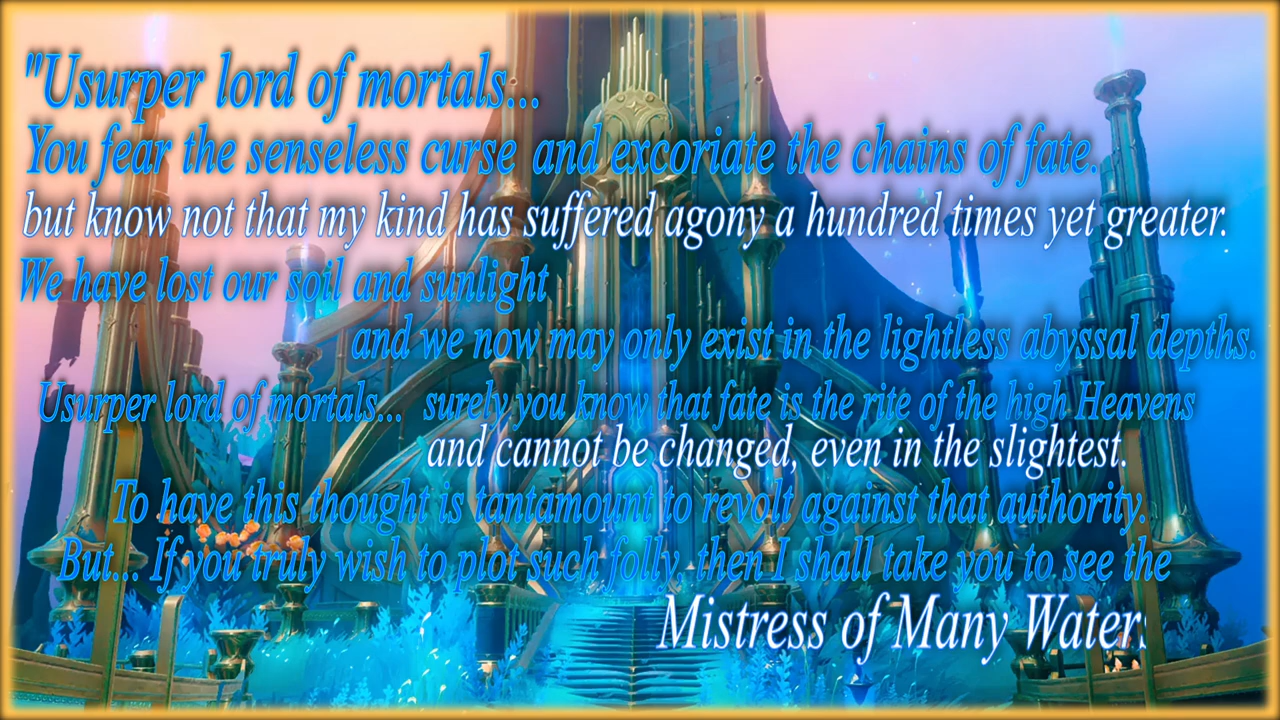 "Usurper lord of mortals...
You fear the senseless curse and excoriate the chains of fate.
but know not that my kind has suffered agony a hundred times yet greater.
We have lost our soil and sunlight
and we now may only exist in the lightless abyssal depths.
Usurper lord of mortals... surely you know that fate is the rite of the high Heavens
and cannot be changed, even in the slightest.
To have this thought is tantamount to revolt against that authority.
But... If you truly wish to plot such folly, then I shall take you to see the
Mistress of Many Waters